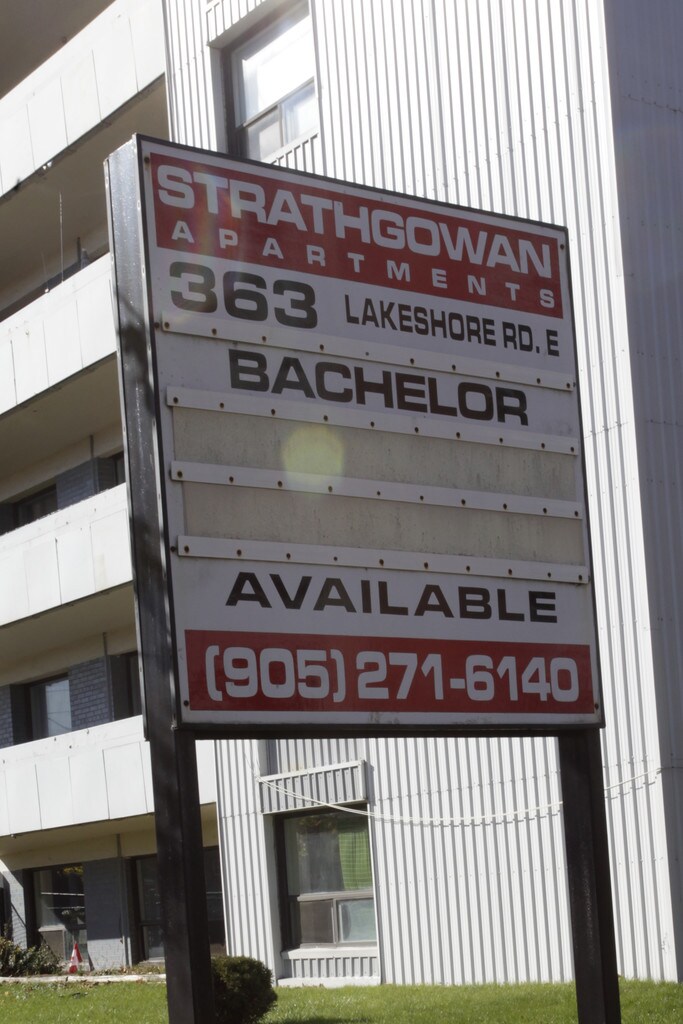 STRATHGOWAN
APARTMENTS
363 LAKESHORE RD. E
BACHELOR
AVAILABLE
(905) 271-6140